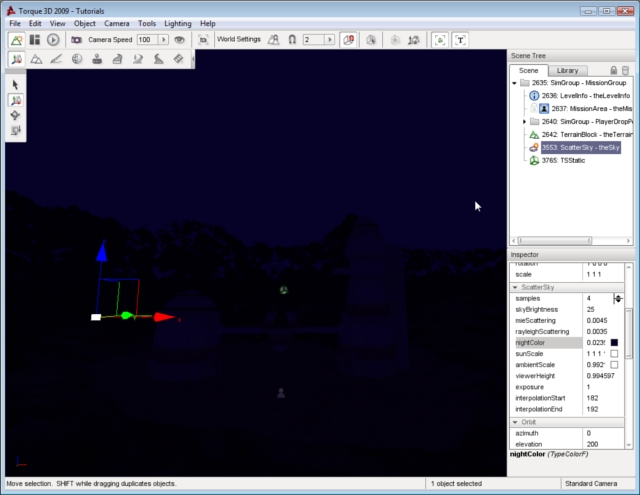 Torque 3D 2009 - Tutorials
File Edit View Object Camera Tools Lighting Help
Camera Speed 100 World Settings 2 T
Scene Tree
Scene Library
2635: SimGroup - MissionGroup
2636: LevelInfo - theLevelInfo
2637: MissionArea - theMis
2640: SimGroup - PlayerDropP
2642: TerrainBlock - theTerrain
3553: ScatterSky - theSky
3765: TSStatic
Inspector
rotation 1 0 0 0
scale 1 1 1
ScatterSky
samples 4
skyBrightness 25
mieScattering 0.0045
rayleighScattering 0.0035
nightColor
sunScale 1 1 1
ambientScale 0.992
viewerHeight 0.994597
exposure 1
interpolationStart 182
interpolationEnd 192
Orbit
azimuth 0
elevation 200
nightColor (TypeColorF)
Move selection. SHIFT while dragging duplicates objects. 1 object selected Standard Camera